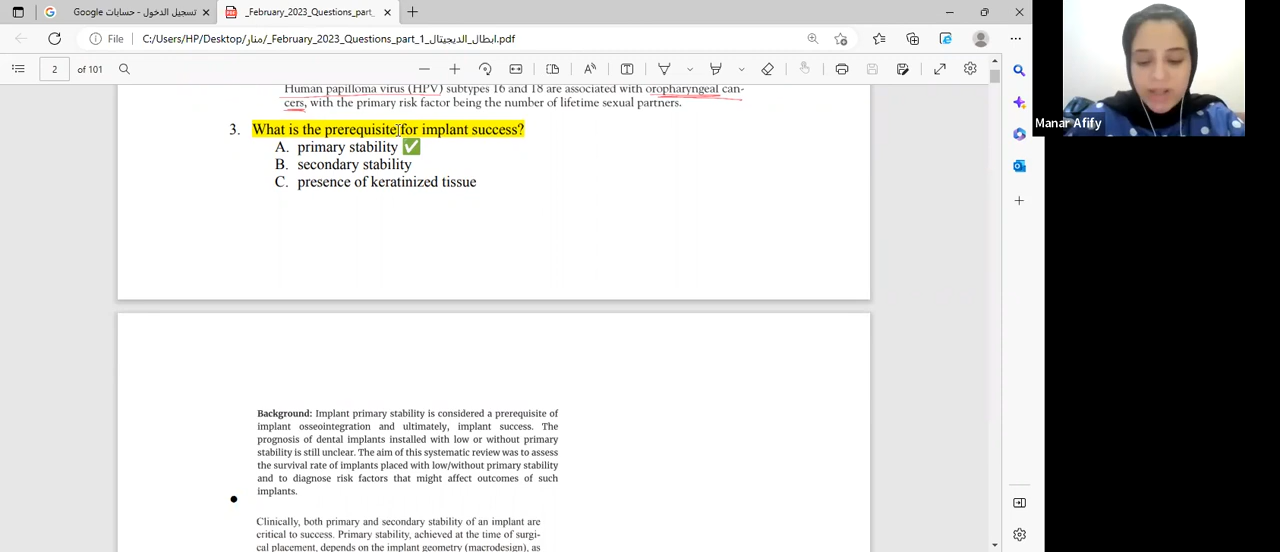 تسجيل الدخول - حسابات Google
_February_2023_Questions_part_
File
C:/Users/HP/Desktop/منار/_February_2023_Questions_part_1_ابطال_الديجيتال.pdf
2 of 101
Human papilloma virus (HPV) subtypes 16 and 18 are associated with oropharyngeal can-
cers, with the primary risk factor being the number of lifetime sexual partners.
3. What is the prerequisite for implant success?
A. primary stability ✅
B. secondary stability
C. presence of keratinized tissue
Background: Implant primary stability is considered a prerequisite of
implant osseointegration and ultimately, implant success. The
prognosis of dental implants installed with low or without primary
stability is still unclear. The aim of this systematic review was to assess
the survival rate of implants placed with low/without primary stability
and to diagnose risk factors that might affect outcomes of such
implants.
Clinically, both primary and secondary stability of an implant are
critical to success. Primary stability, achieved at the time of surgi-
cal placement, depends on the implant geometry (macrodesign), as
Manar Afify